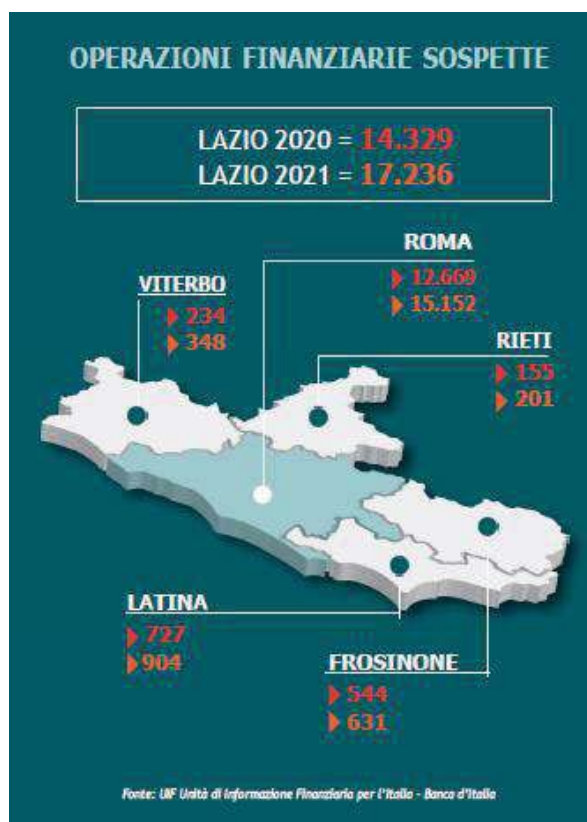 OPERAZIONI FINANZIARIE SOSPETTE
LAZIO 2020 = 14.329
LAZIO 2021 = 17.236
ROMA
12.669
15.152
VITERBO
234
348
RIETI
155
201
LATINA
727
904
FROSINONE
544
631
Fonte: UIF Unità di Informazione Finanziaria per l'Italia - Banca d'Italia